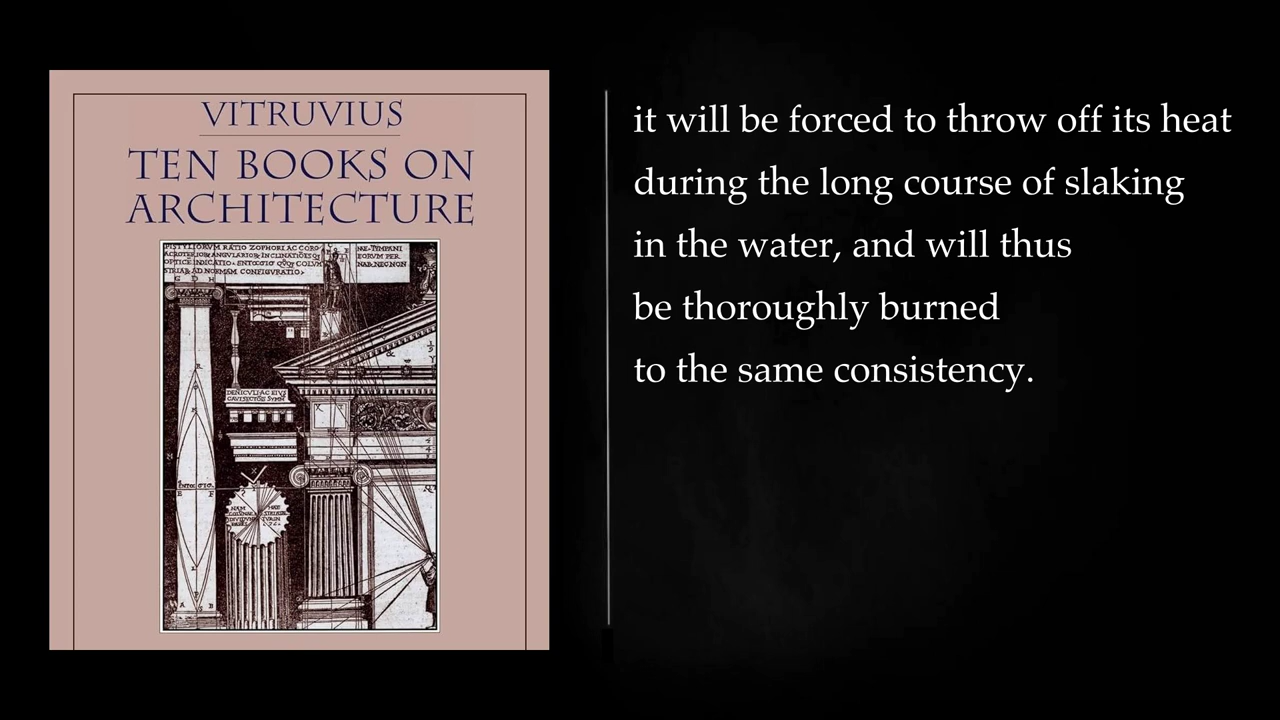 VITRUVIUS
TEN BOOKS ON
ARCHITECTURE
it will be forced to throw off its heat
during the long course of slaking
in the water, and will thus
be thoroughly burned
to the same consistency.